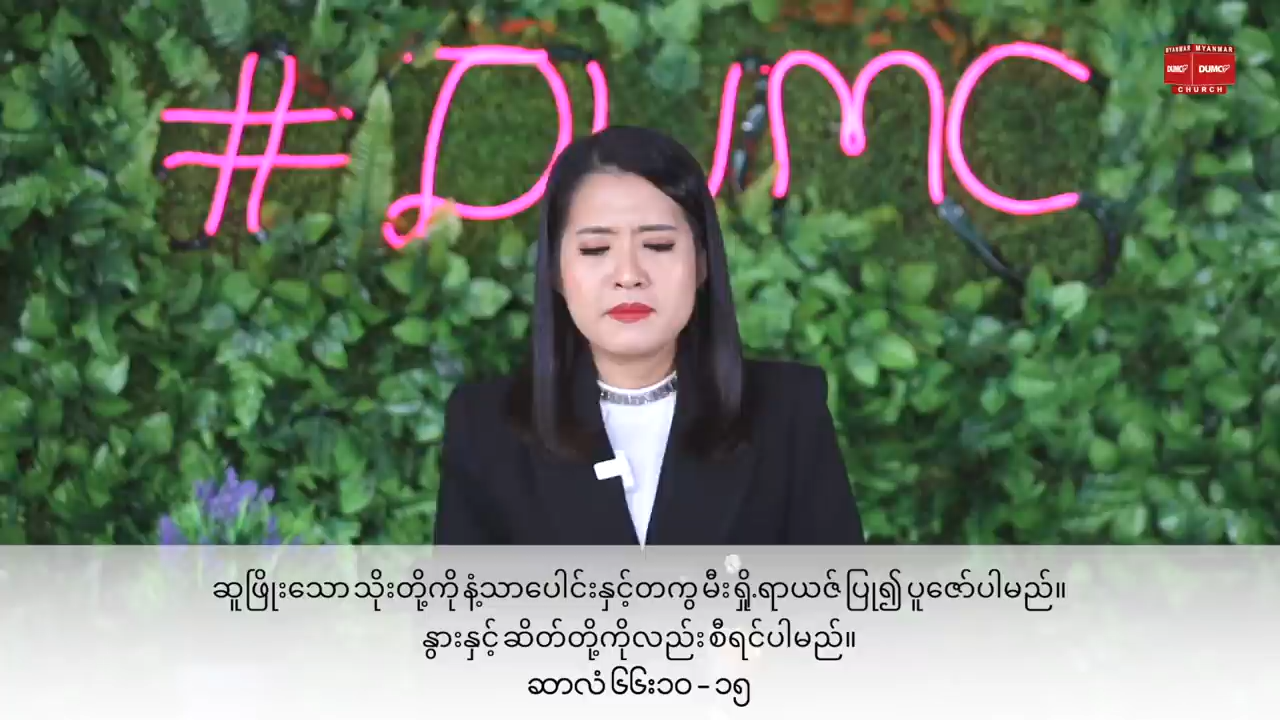 #DUMC
MYANMAR MYANMAR
DUMC DUMC
CHURCH
ဆူဖြိုးသော သိုးတို့ကို နံ့သာပေါင်းနှင့်တကွ မီးရှို့ရာယဇ် ပြု၍ ပူဇော်ပါမည်။
နွားနှင့် ဆိတ်တို့ကိုလည်း စီရင်ပါမည်။
ဆာလံ ၆၆း၁၀ – ၁၅